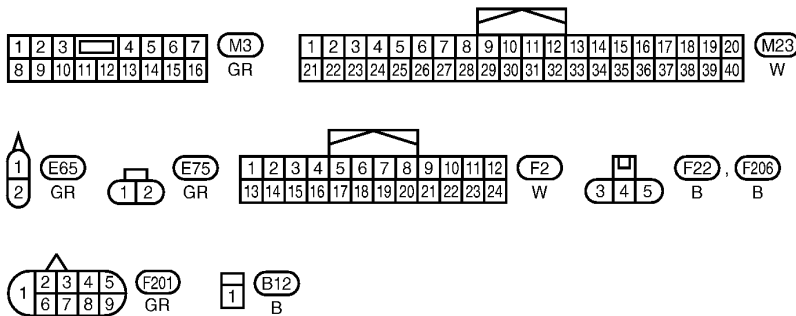 1 2 3 4 5 6 7 M3
8 9 10 11 12 13 14 15 16 GR
1 2 3 4 5 6 7 8 9 10 11 12 13 14 15 16 17 18 19 20 M23
21 22 23 24 25 26 27 28 29 30 31 32 33 34 35 36 37 38 39 40 W
1 E65
2 GR
1 2 E75
GR
1 2 3 4 5 6 7 8 9 10 11 12 F2
13 14 15 16 17 18 19 20 21 22 23 24 W
3 4 5 F22 , F206
B B
1 2 3 4 5 F201
6 7 8 9 GR
1 B12
B